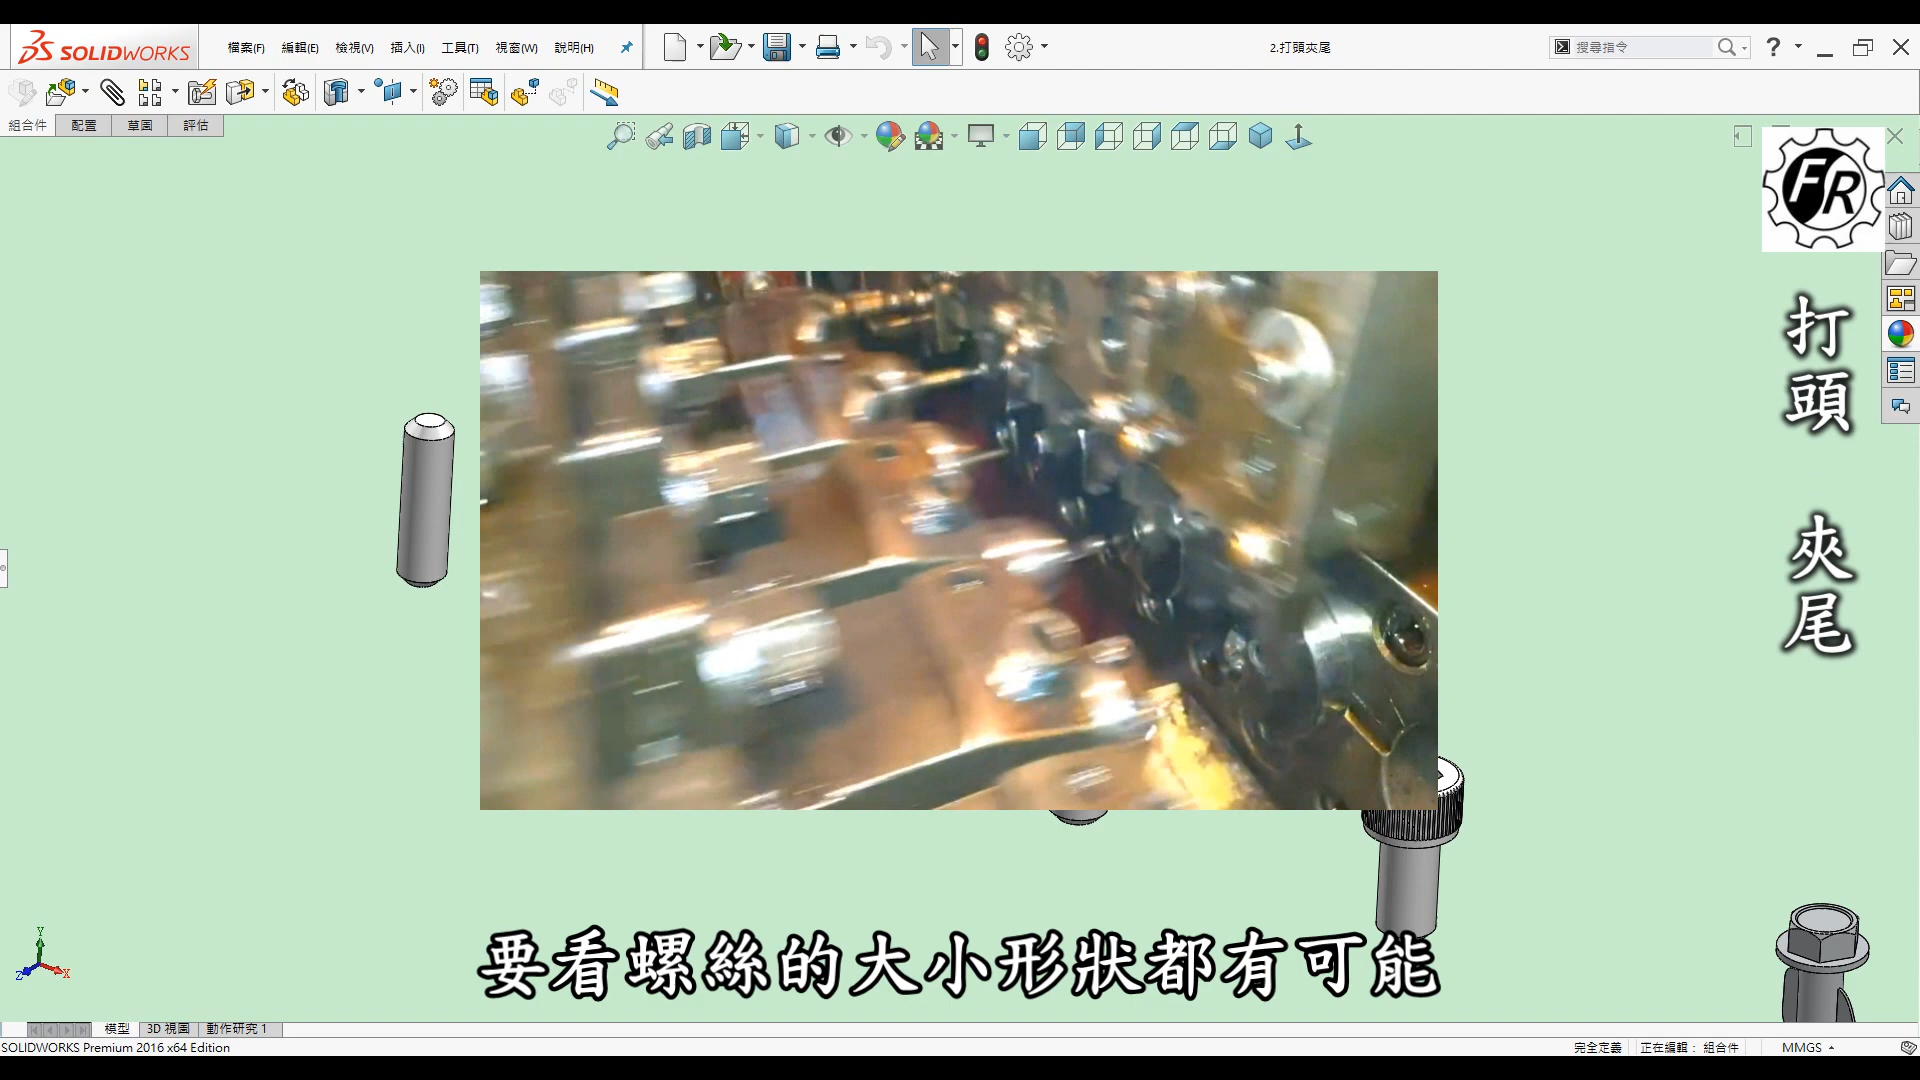 SOLIDWORKS
檔案(F) 編輯(E) 檢視(V) 插入(I) 工具(T) 視窗(W) 說明(H)
2.打頭夾尾
搜尋指令
組合件 配置 草圖 評估
FR
打頭
夾尾
要看螺絲的大小形狀都有可能
Y
Z X
模型 3D 視圖 動作研究 1
SOLIDWORKS Premium 2016 x64 Edition
完全定義 正在編輯： 組合件 MMGS